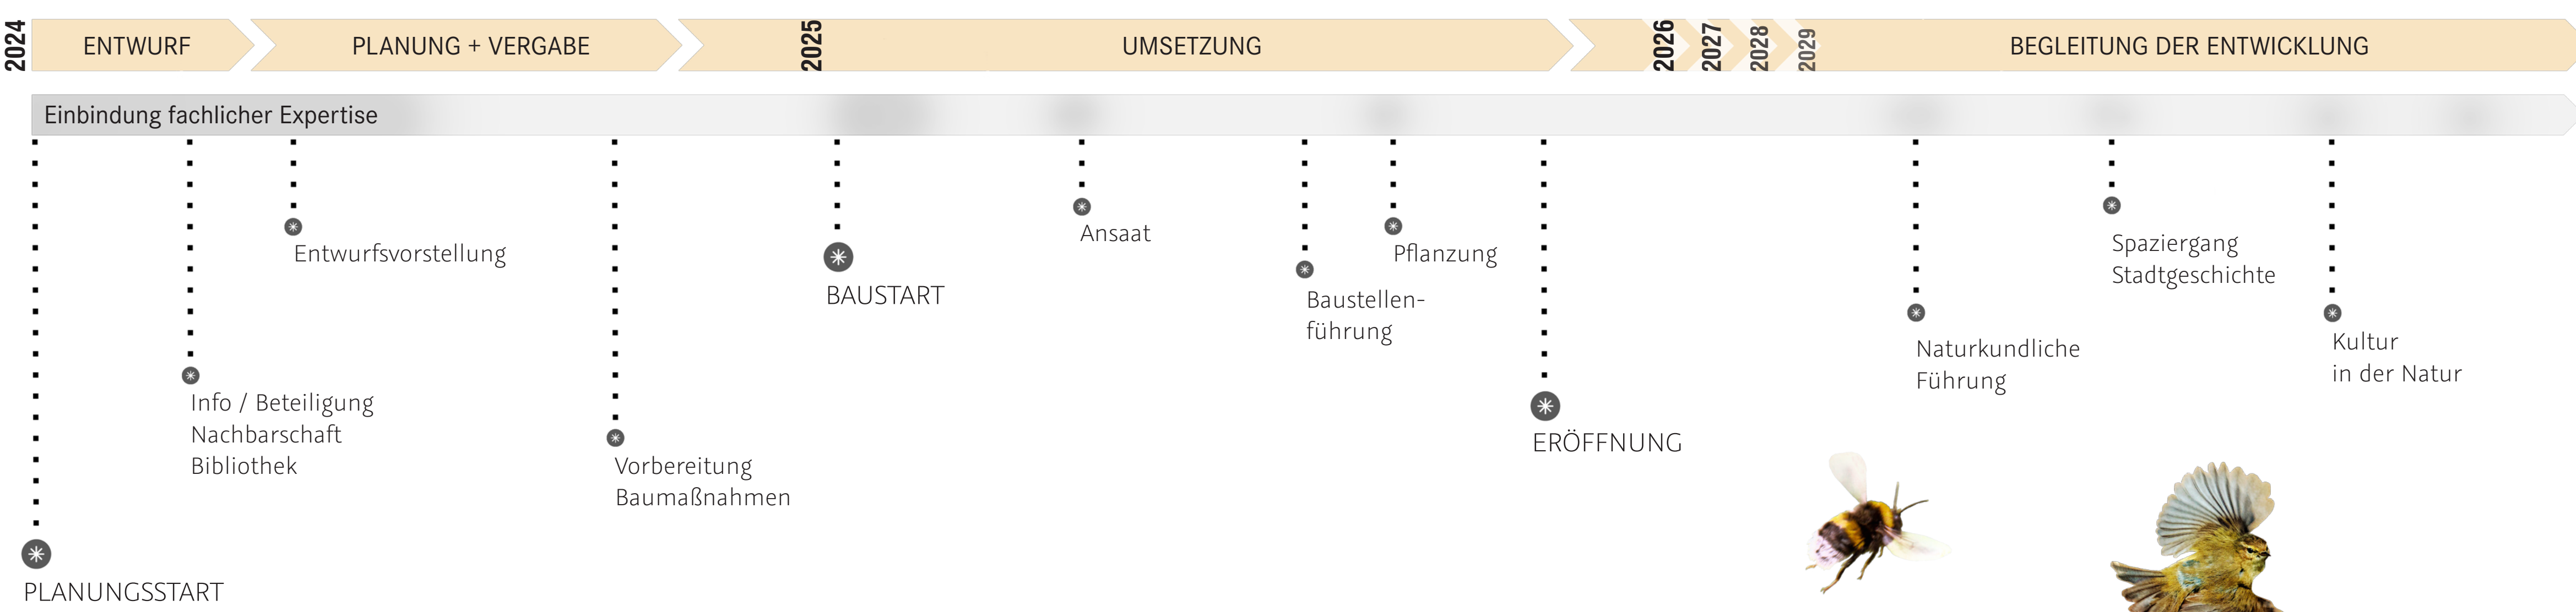 2024
ENTWURF
PLANUNG + VERGABE
2025
UMSETZUNG
2026
2027
2028
2029
BEGLEITUNG DER ENTWICKLUNG
Einbindung fachlicher Expertise
Entwurfsvorstellung
BAUSTART
Ansaat
Pflanzung
Baustellen-
führung
Spaziergang
Stadtgeschichte
Naturkundliche
Führung
Kultur
in der Natur
Info / Beteiligung
Nachbarschaft
Bibliothek
Vorbereitung
Baumaßnahmen
ERÖFFNUNG
PLANUNGSSTART